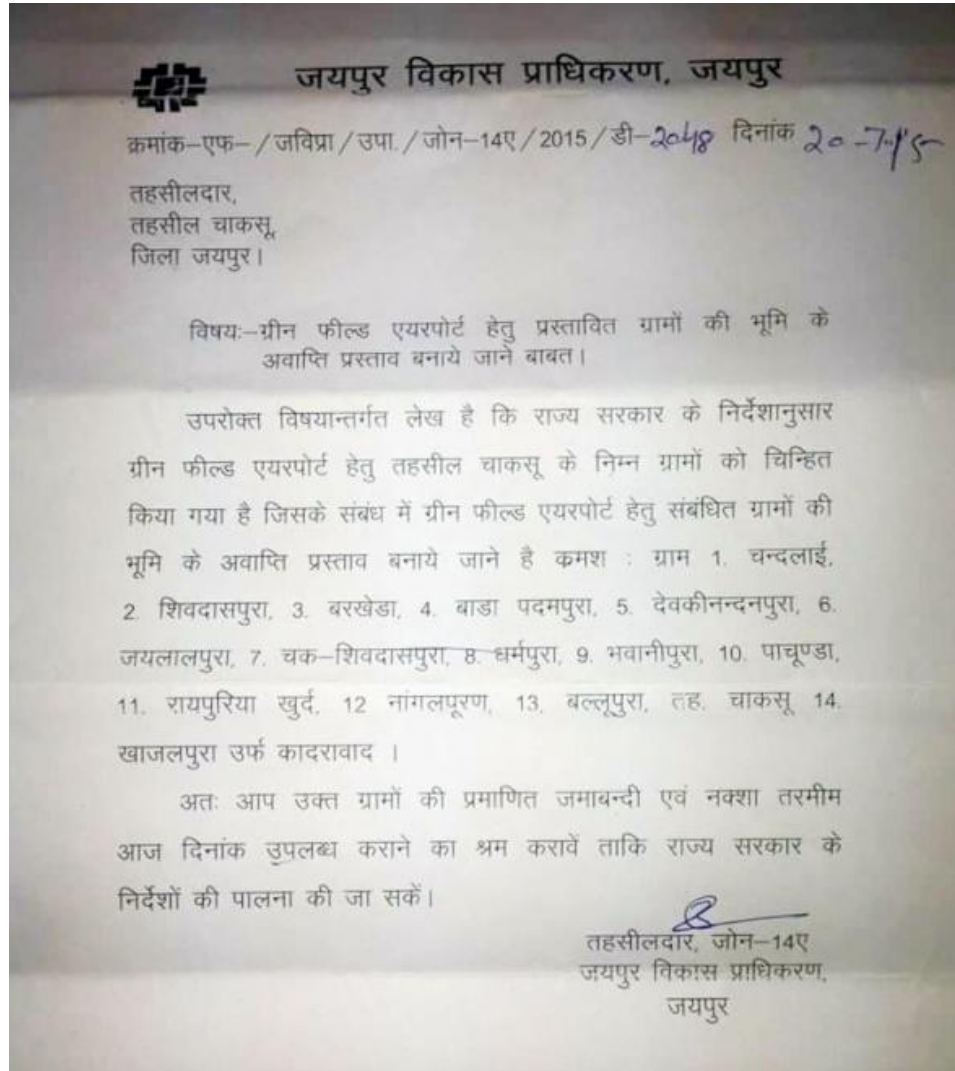 जयपुर विकास प्राधिकरण, जयपुर
क्रमांक–एफ–/जविप्रा/उपा./जोन–14ए/2015/डी–2048 दिनांक 20-7-15
तहसीलदार,
तहसील चाकसू,
जिला जयपुर।
विषय:–ग्रीन फील्ड एयरपोर्ट हेतु प्रस्तावित ग्रामों की भूमि के
अवाप्ति प्रस्ताव बनाये जाने बाबत।
उपरोक्त विषयान्तर्गत लेख है कि राज्य सरकार के निर्देशानुसार
ग्रीन फील्ड एयरपोर्ट हेतु तहसील चाकसू के निम्न ग्रामों को चिन्हित
किया गया है जिसके संबंध में ग्रीन फील्ड एयरपोर्ट हेतु संबंधित ग्रामों की
भूमि के अवाप्ति प्रस्ताव बनाये जाने है कमश : ग्राम 1. चन्दलाई,
2. शिवदासपुरा, 3. बरखेडा, 4. बाडा पदमपुरा, 5. देवकीनन्दनपुरा, 6.
जयलालपुरा, 7. चक–शिवदासपुरा, 8. धर्मपुरा, 9. भवानीपुरा, 10. पाचूण्डा,
11. रायपुरिया खुर्द, 12 नांगलपूरण, 13. बल्लूपुरा, तह. चाकसू 14.
खाजलपुरा उर्फ कादरावाद ।
अतः आप उक्त ग्रामों की प्रमाणित जमाबन्दी एवं नक्शा तरमीम
आज दिनांक उपलब्ध कराने का श्रम करावें ताकि राज्य सरकार के
निर्देशों की पालना की जा सकें।
तहसीलदार, जोन–14ए
जयपुर विकास प्राधिकरण,
जयपुर